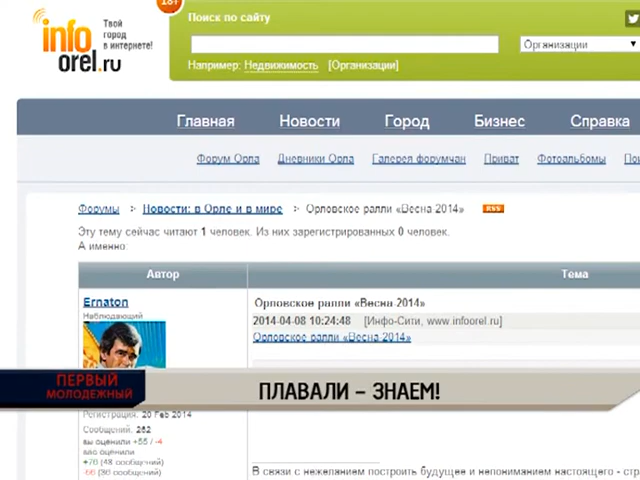 18+
info
orel.ru
Твой
город
в интернете!
Поиск по сайту
Организации
Например: Недвижимость [Организации]
Главная Новости Город Бизнес Справка
Форум Орла Дневники Орла Галерея форумчан Приват Фотоальбомы
Форумы > Новости: в Орле и в мире > Орловское ралли «Весна 2014» RSS
Эту тему сейчас читают 1 человек. Из них зарегистрированных 0 человек.
А именно:
Автор Тема
Ernaton
Наблюдающий
Орловское ралли «Весна 2014»
2014-04-08 10:24:48 [Инфо-Сити, www.infoorel.ru]
Орловское ралли «Весна 2014»
ПЕРВЫЙ
МОЛОДЕЖНЫЙ
ПЛАВАЛИ – ЗНАЕМ!
Регистрация: 20 Feb 2014
Сообщений: 262
вы оценили +55 / -4
вас оценили
+76 (48 сообщений)
-66 (36 сообщений)
В связи с нежеланием построить будущее и непониманием настоящего - стр